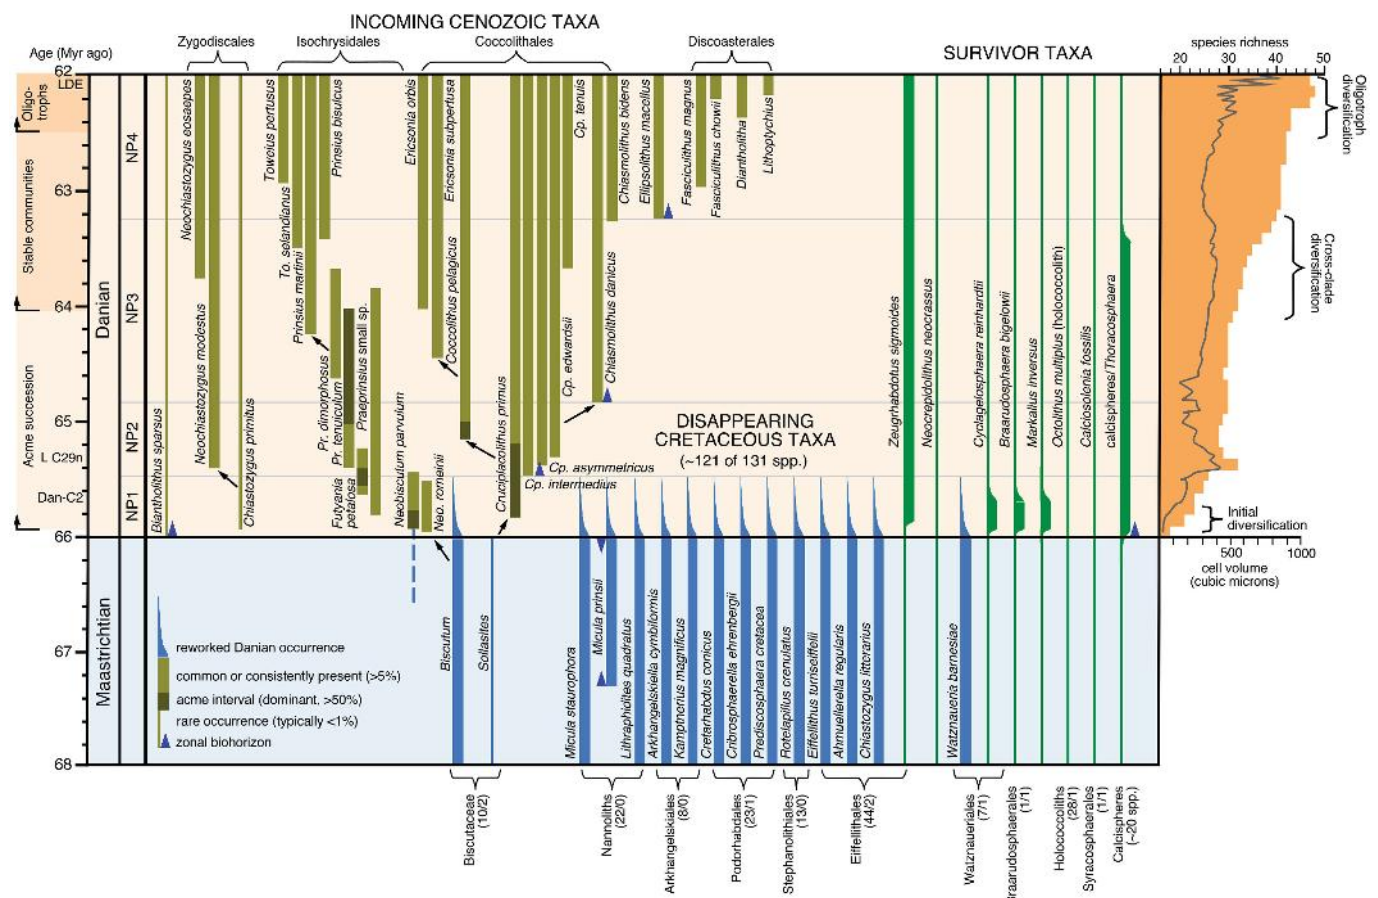 INCOMING CENOZOIC TAXA
Zygodiscales
Isochrysidales
Coccolithales
Discoasterales
SURVIVOR TAXA
species richness
20 30 40 50
Age (Myr ago)
62
LDE
63
64
65
L C29n
Dan-C2
66
67
68
Oligo-
trophs
Stable communities
Acme succession
Danian
Maastrichtian
NP4
NP3
NP2
NP1
Biantholithus sparsus
Neochiastozygus eosaepes
Neochiastozygus modestus
Chiastozygus primitus
Toweius pertusus
To. selandianus
Prinsius martinii
Prinsius bisulcus
Pr. dimorphosus
Pr. tenuiculum
Praeprinsius small sp.
Futyania
petalosa
Neobiscutum parvulum
Neo. romeinii
Ericsonia orbis
Coccolithus pelagicus
Ericsonia subpertusa
Cruciplacolithus primus
Cp. intermedius
Cp. asymmetricus
Cp. edwardsii
Cp. tenuis
Chiasmolithus danicus
Chiasmolithus bidens
Ellipsolithus macellus
Fasciculithus magnus
Fasciculithus chowii
Diantholitha
Lithoptychius
DISAPPEARING
CRETACEOUS TAXA
(~121 of 131 spp.)
Zeugrhabdotus sigmoides
Neocrepidolithus neocrassus
Cyclagelosphaera reinhardtii
Braarudosphaera bigelowii
Markalius inversus
Octolithus multiplus (holococcolith)
Calciosolonia fossilis
calcispheres/Thoracosphaera
Oligotroph
diversification
Cross-clade
diversification
Initial
diversification
500 1000
cell volume
(cubic microns)
reworked Danian occurrence
common or consistently present (>5%)
acme interval (dominant, >50%)
rare occurrence (typically <1%)
zonal biohorizon
Biscutum
Sollasites
Micula staurophora
Micula prinsii
Lithraphidites quadratus
Arkhangelskiella cymbiformis
Kamptnerius magnificus
Cretarhabdus conicus
Cribrosphaerella ehrenbergii
Prediscosphaera cretacea
Rotelapillus crenulatus
Eiffellithus turriseiffelii
Ahmuellerella regularis
Chiastozygus litterarius
Watznaueria barnesiae
Biscutaceae
(10/2)
Nannoliths
(22/0)
Arkhangelskiales
(8/0)
Podorhabdales
(23/1)
Stephanolithiales
(13/0)
Eiffellithales
(44/2)
Watznaueriales
(7/1)
raarudosphaerales
(1/1)
Holococcoliths
(28/1)
Syracosphaerales
(1/1)
Calcispheres
(~20 spp.)